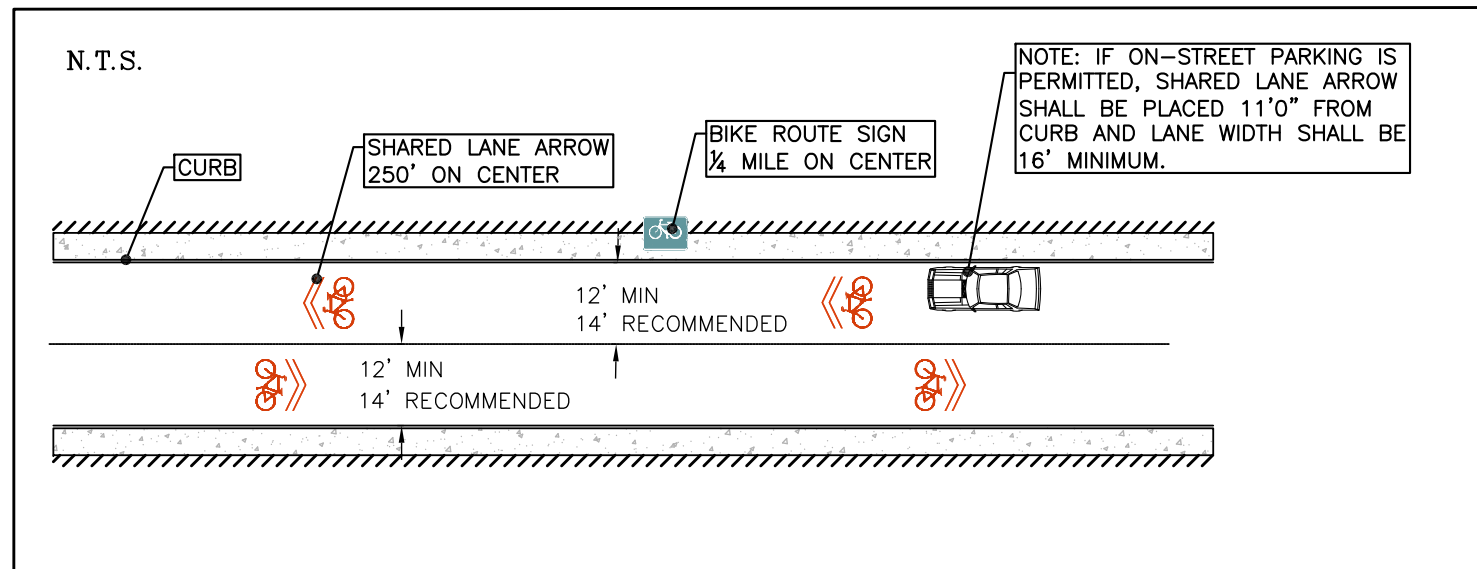 N.T.S.
NOTE: IF ON-STREET PARKING IS
PERMITTED, SHARED LANE ARROW
SHALL BE PLACED 11'0" FROM
CURB AND LANE WIDTH SHALL BE
16' MINIMUM.
BIKE ROUTE SIGN
¼ MILE ON CENTER
SHARED LANE ARROW
250' ON CENTER
CURB
12' MIN
14' RECOMMENDED
12' MIN
14' RECOMMENDED